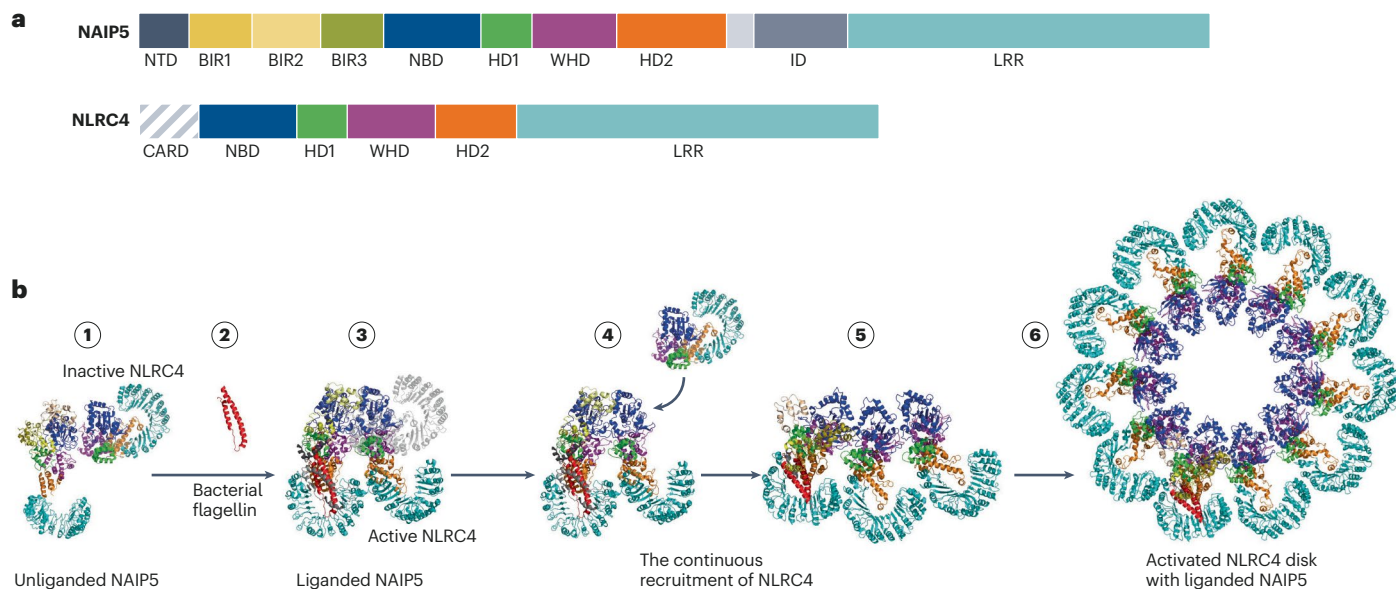 a
NAIP5
NTD BIR1 BIR2 BIR3 NBD HD1 WHD HD2 ID LRR
NLRC4
CARD NBD HD1 WHD HD2 LRR
b
1 2 3 4 5 6
Inactive NLRC4
Bacterial
flagellin
Active NLRC4
Unliganded NAIP5
Liganded NAIP5
The continuous
recruitment of NLRC4
Activated NLRC4 disk
with liganded NAIP5